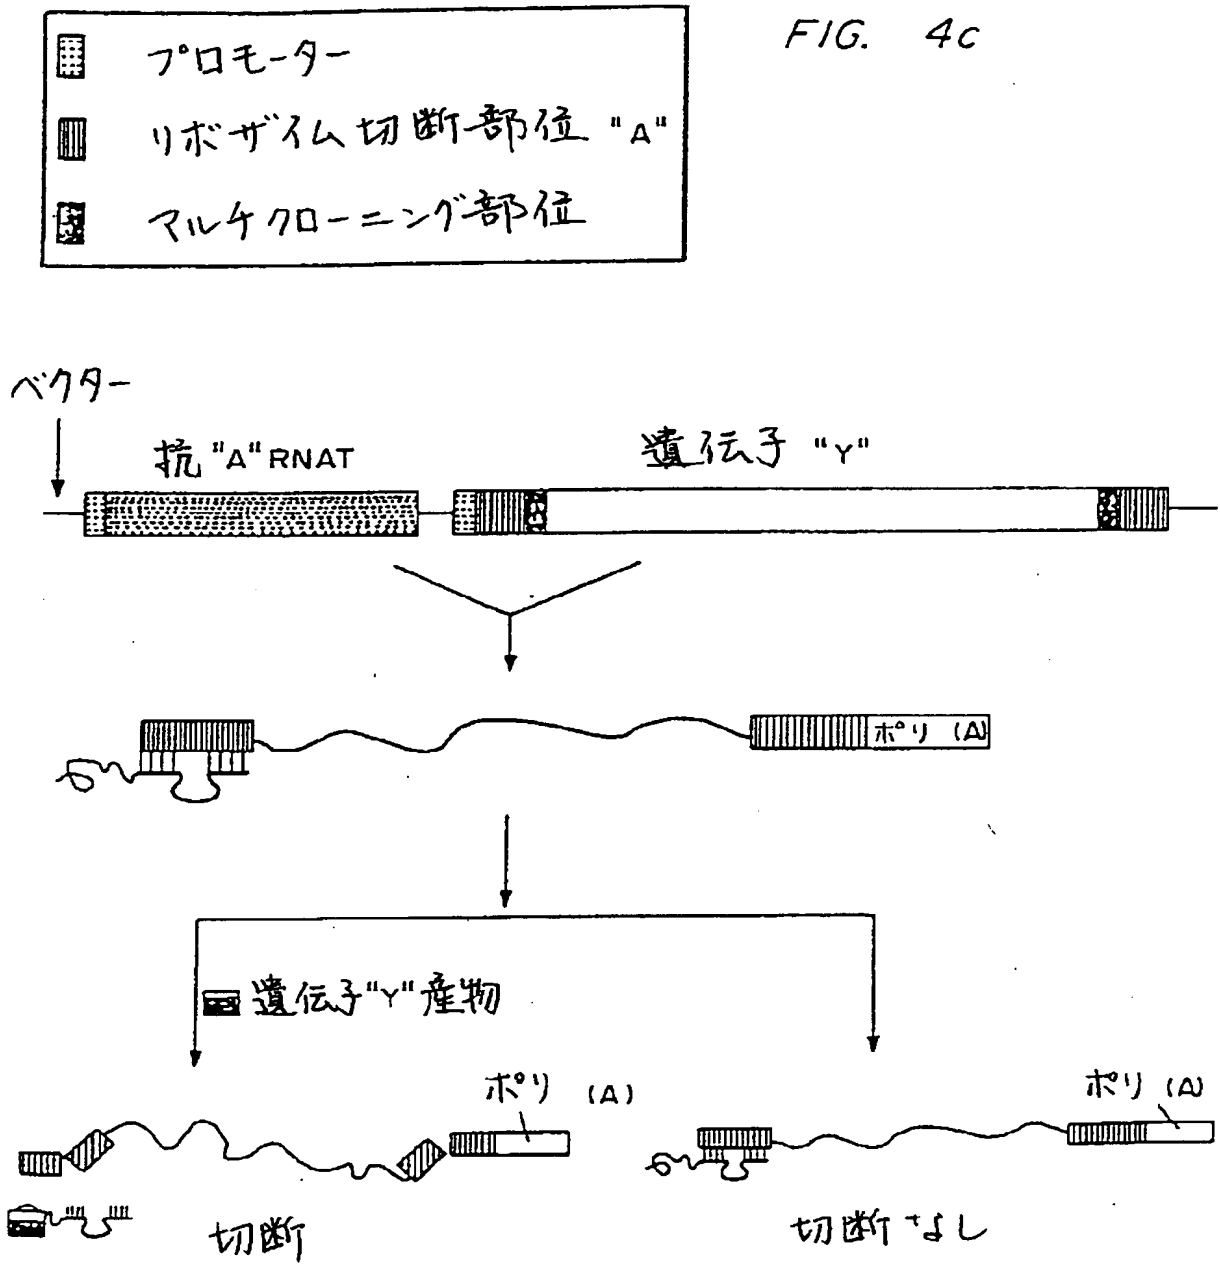 FIG. 4c
プロモーター
リボザイム切断部位 "A"
マルチクローニング部位
ベクター
抗 "A" RNAT
遺伝子 "Y"
ポリ (A)
遺伝子 "Y" 産物
ポリ (A)
ポリ (A)
切断
切断なし